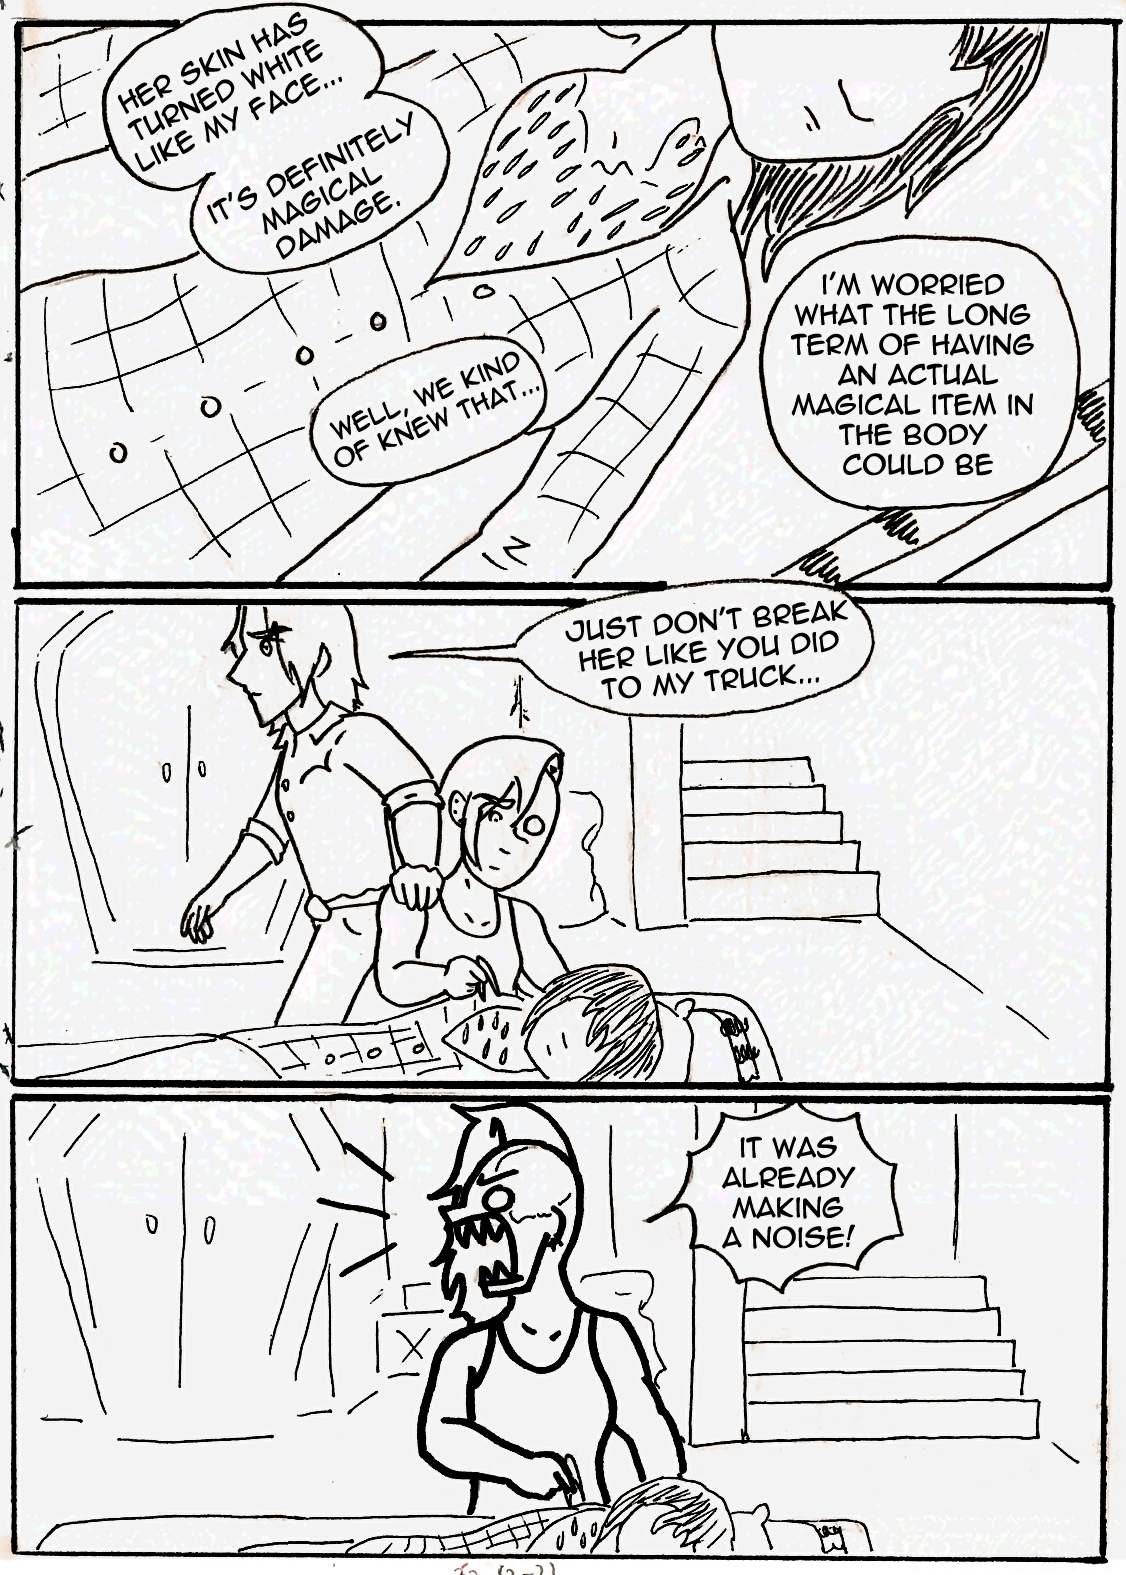 HER SKIN HAS
TURNED WHITE
LIKE MY FACE...
IT'S DEFINITELY
MAGICAL
DAMAGE.
WELL, WE KIND
OF KNEW THAT...
I'M WORRIED
WHAT THE LONG
TERM OF HAVING
AN ACTUAL
MAGICAL ITEM IN
THE BODY
COULD BE
JUST DON'T BREAK
HER LIKE YOU DID
TO MY TRUCK...
IT WAS
ALREADY
MAKING
A NOISE!